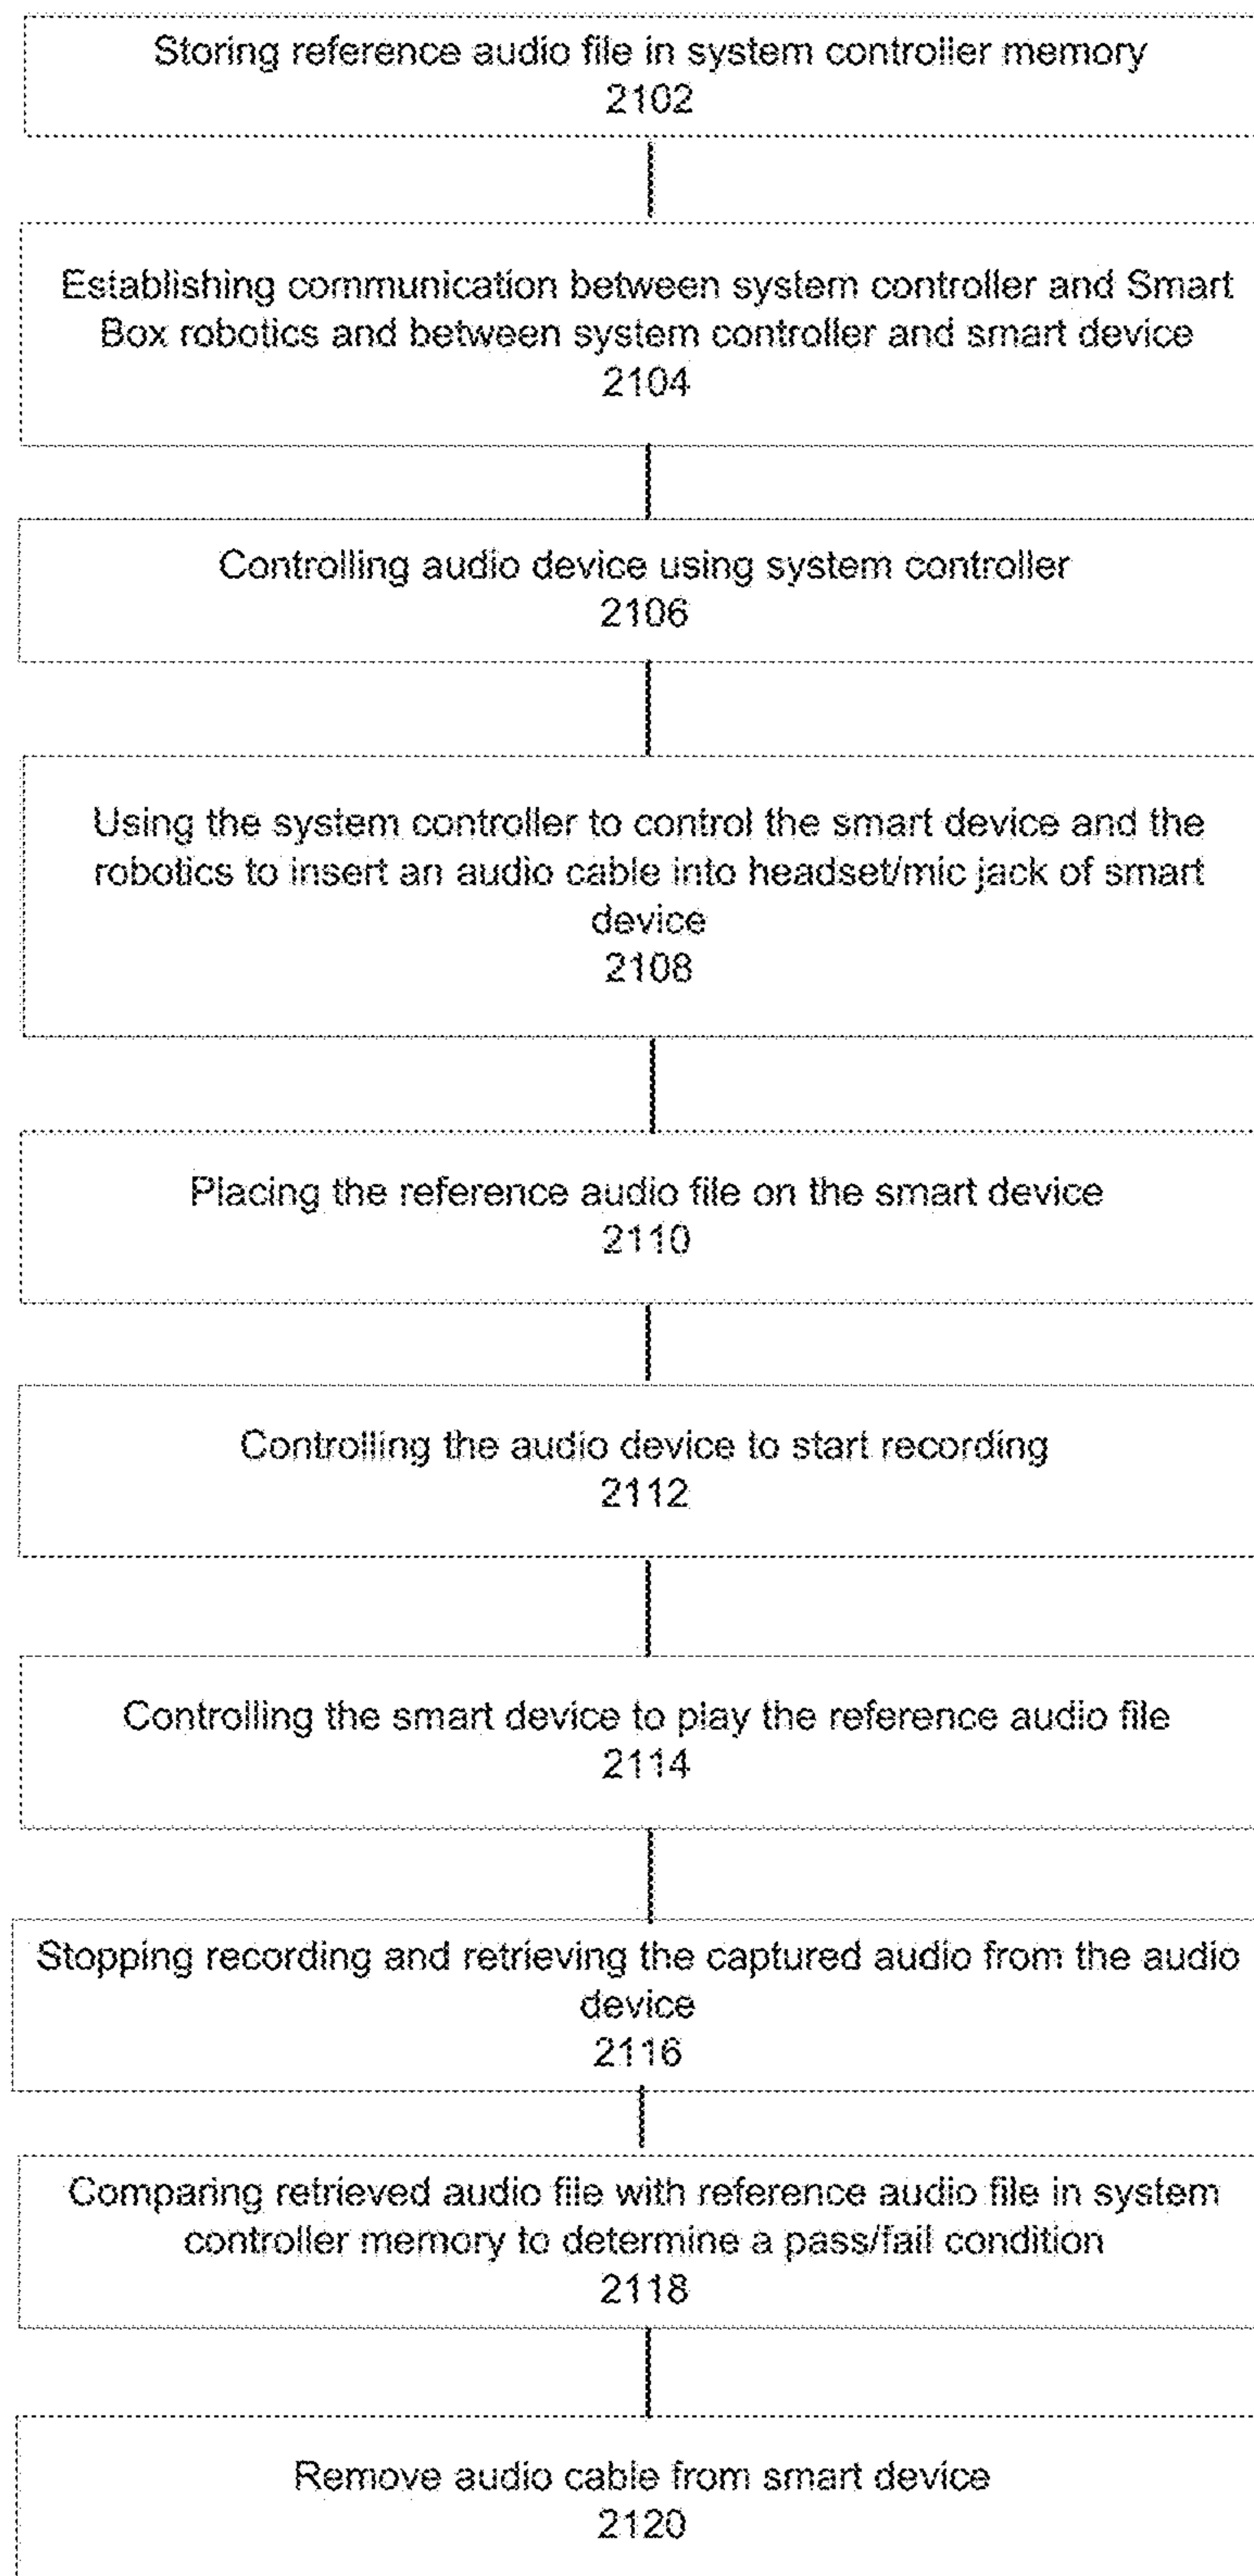 Storing reference audio file in system controller memory
2102
Establishing communication between system controller and Smart
Box robotics and between system controller and smart device
2104
Controlling audio device using system controller
2106
Using the system controller to control the smart device and the
robotics to insert an audio cable into headset/mic jack of smart
device
2108
Placing the reference audio file on the smart device
2110
Controlling the audio device to start recording
2112
Controlling the smart device to play the reference audio file
2114
Stopping recording and retrieving the captured audio from the audio
device
2116
Comparing retrieved audio file with reference audio file in system
controller memory to determine a pass/fail condition
2118
Remove audio cable from smart device
2120